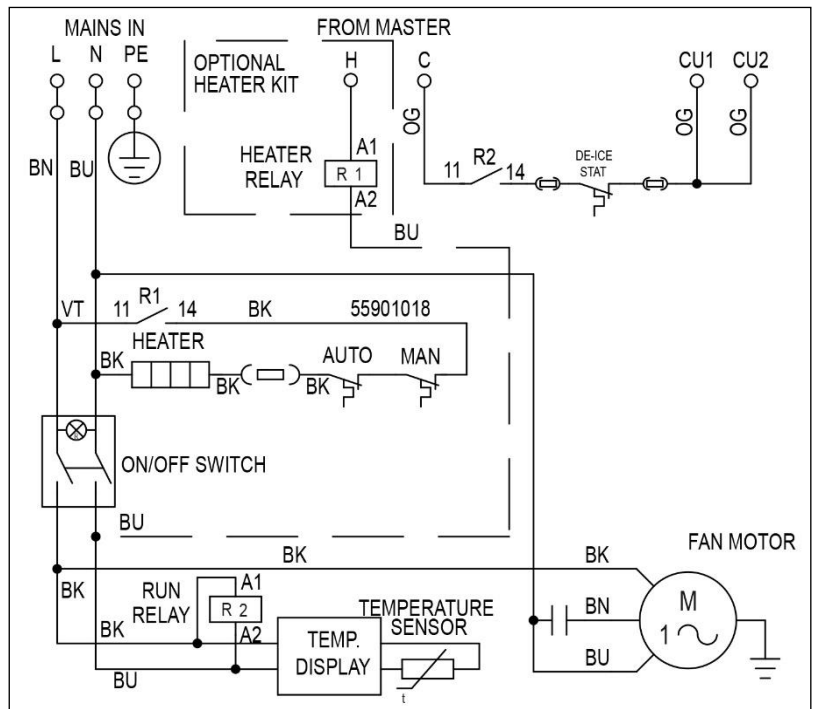 MAINS IN
FROM MASTER
L N PE
OPTIONAL
HEATER KIT
H
C
CU1
CU2
OG
OG
OG
BN
BU
HEATER
RELAY
A1
R 1
A2
11
R2
14
DE-ICE
STAT
BU
VT
11
R1
14
BK
55901018
HEATER
BK
BK
BK
AUTO
MAN
ON/OFF SWITCH
BU
BK
BK
FAN MOTOR
BK
RUN
RELAY
A1
R 2
A2
BK
BU
TEMP.
DISPLAY
TEMPERATURE
SENSOR
t
BN
BU
M
1